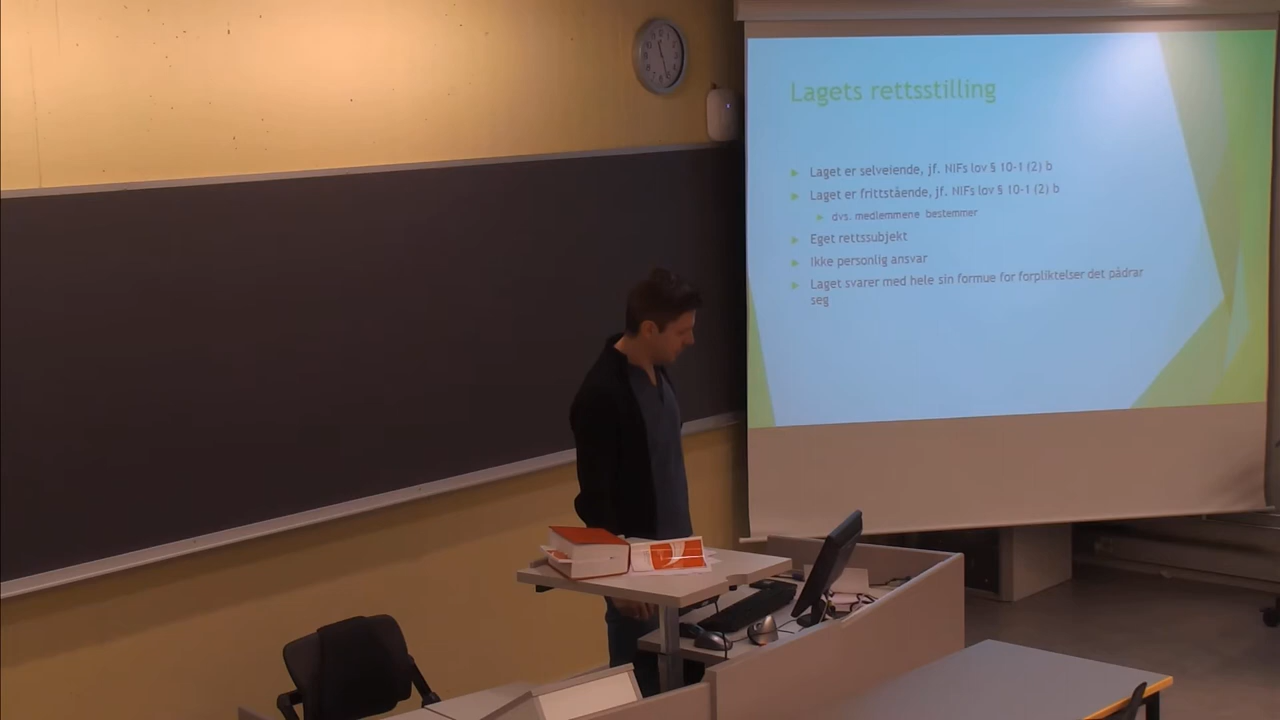 Lagets rettsstilling
Laget er selveiende, jf. NIFs lov § 10-1 (2) b
Laget er frittstående, jf. NIFs lov § 10-1 (2) b
dvs. medlemmene bestemmer
Eget rettssubjekt
Ikke personlig ansvar
Laget svarer med hele sin formue for forpliktelser det pådrar
seg